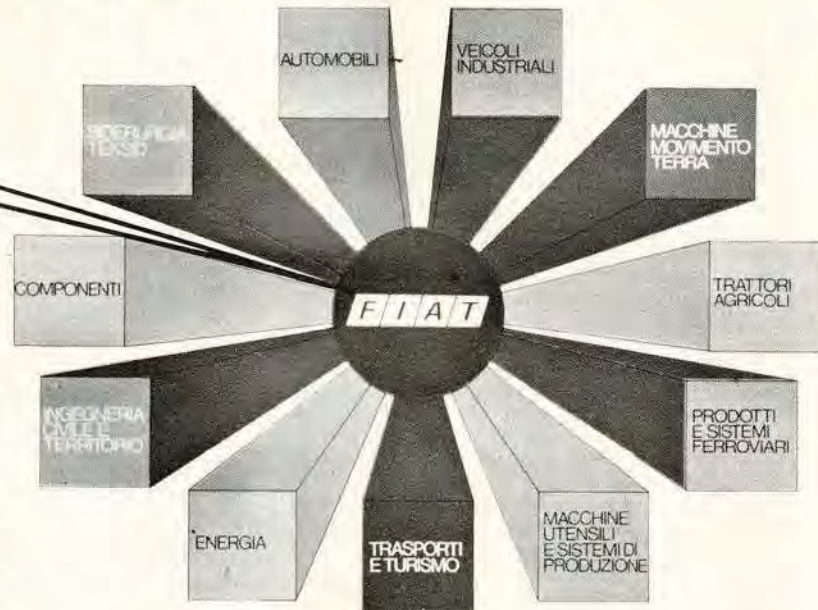 AUTOMOBILI
VEICOLI
INDUSTRIALI
SIDERURGIA
TEKSID
MACCHINE
MOVIMENTO
TERRA
COMPONENTI
TRATTORI
AGRICOLI
FIAT
INGEGNERIA
CIVILE E
TERRITORIO
PRODOTTI
E SISTEMI
FERROVIARI
ENERGIA
TRASPORTI
E TURISMO
MACCHINE
UTENSILI
E SISTEMI DI
PRODUZIONE